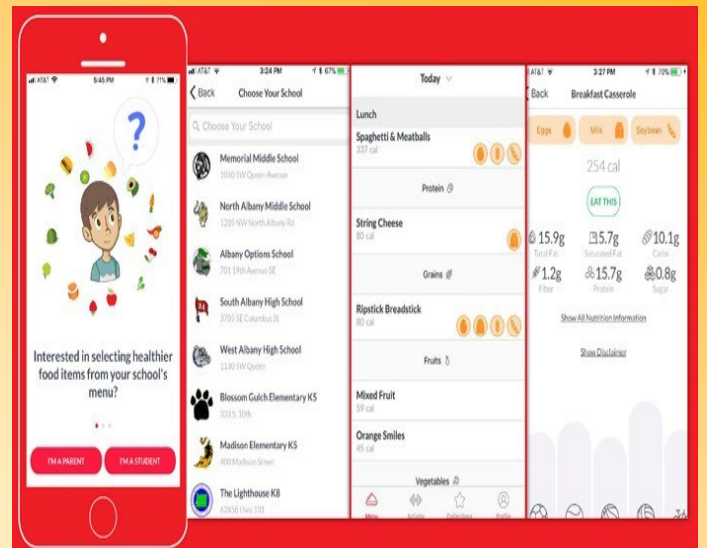 AT&T 5:45 PM 71%
Interested in selecting healthier
food items from your school's
menu?
I'M A PARENT I'M A STUDENT
AT&T 3:24 PM 67%
Back Choose Your School
Choose Your School
Memorial Middle School
1050 SW Queen Avenue
North Albany Middle School
1205 NW North Albany Rd
Albany Options School
701 19th Avenue SE
South Albany High School
3705 SE Columbus St
West Albany High School
1130 SW Queen
Blossom Gulch Elementary K5
333 S. 10th
Madison Elementary K5
400 Madison Street
The Lighthouse K8
62858 Hwy 101
Today
Lunch
Spaghetti & Meatballs
337 cal
Protein
String Cheese
80 cal
Grains
Ripstick Breadstick
80 cal
Fruits
Mixed Fruit
59 cal
Orange Smiles
45 cal
Vegetables
Menu Activity Collections Profile
AT&T 3:27 PM 70%
Back Breakfast Casserole
Eggs Milk Soybean
254 cal
EAT THIS
15.9g 5.7g 10.1g
Total Fat Saturated Fat Carbs
1.2g 15.7g 0.8g
Fiber Protein Sugar
Show All Nutrition Information
Show Disclaimer